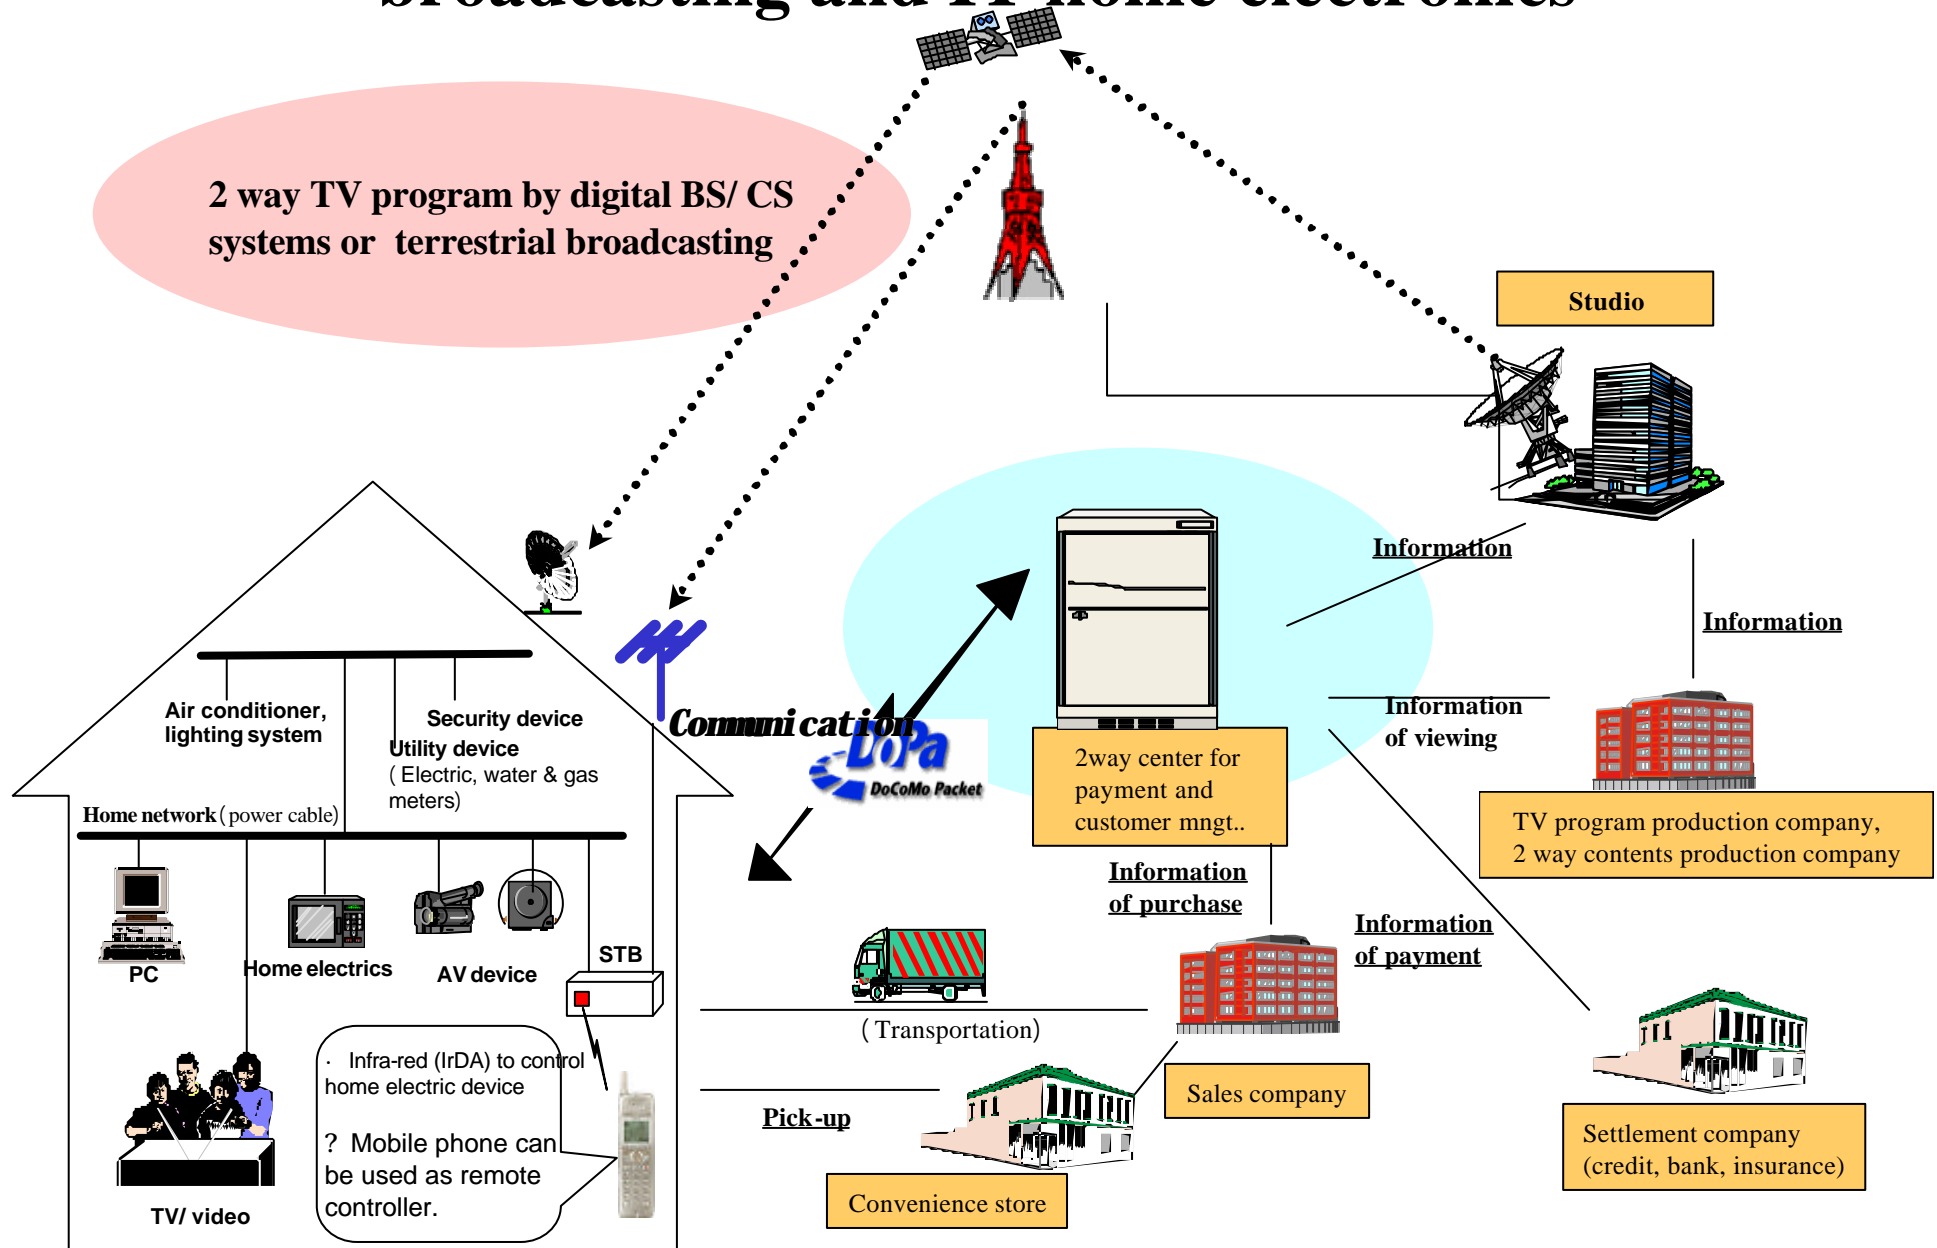 broadcasting and IT home electronics
2 way TV program by digital BS/ CS
systems or terrestrial broadcasting
Studio
Information
Information
Air conditioner,
lighting system
Security device
Utility device
( Electric, water & gas
meters)
Communication
DoPa
DoCoMo Packet
Information
of viewing
2way center for
payment and
customer mngt..
Home network ( power cable)
TV program production company,
2 way contents production company
Information
of purchase
Information
of payment
PC
Home electrics
AV device
STB
( Transportation)
· Infra-red (IrDA) to control
home electric device
? Mobile phone can
be used as remote
controller.
Pick-up
Sales company
Settlement company
(credit, bank, insurance)
Convenience store
TV/ video